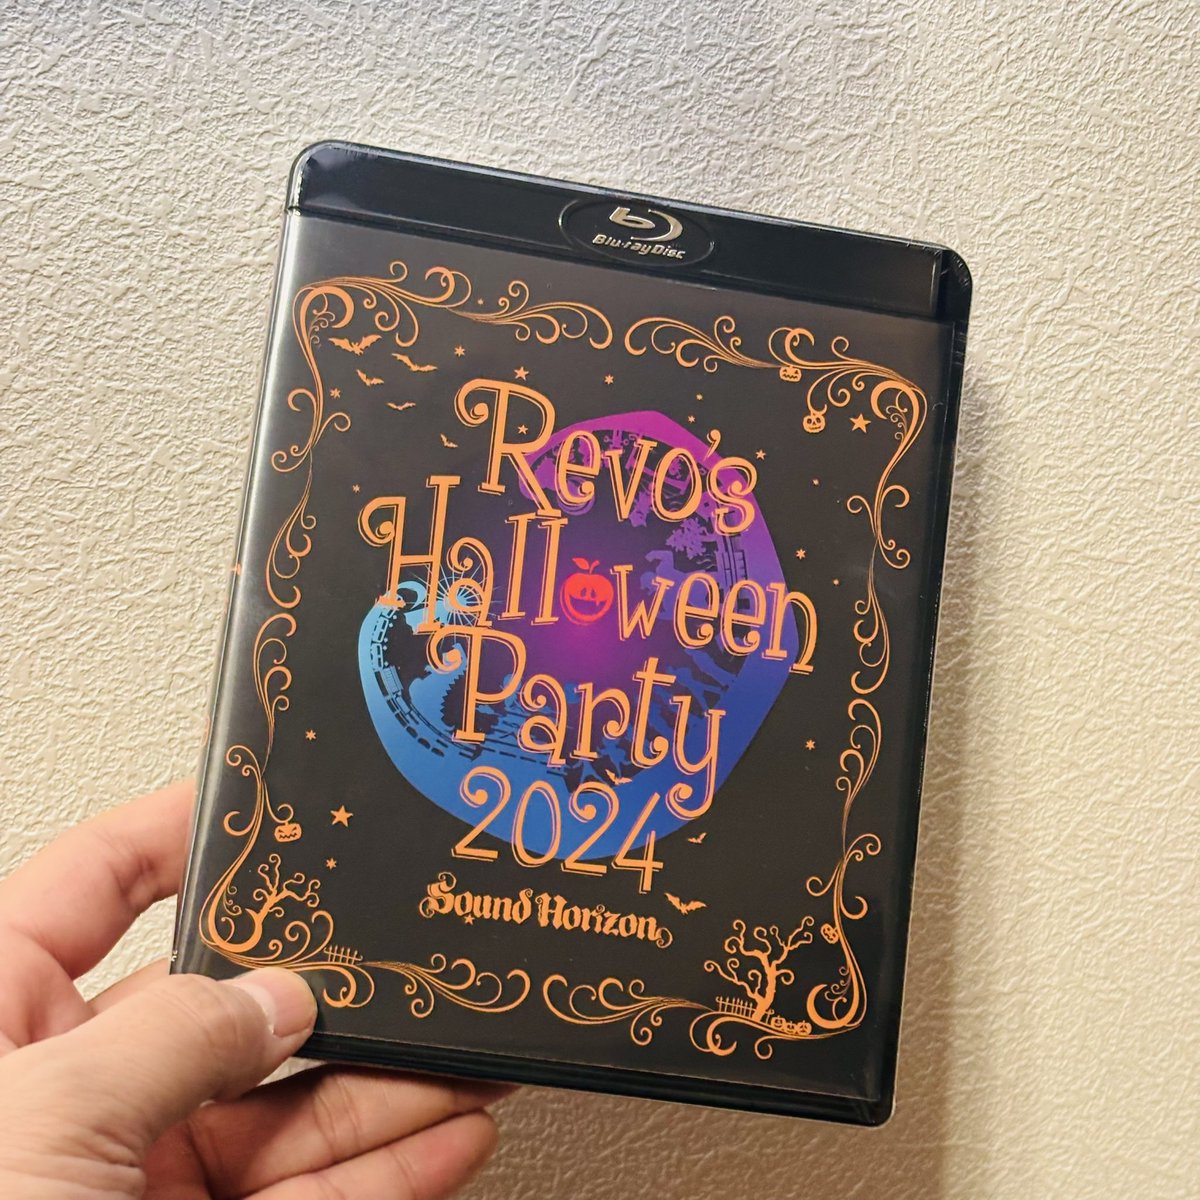 Blu-ray Disc
Revo's
Halloween
Party
2024
Sound Horizon